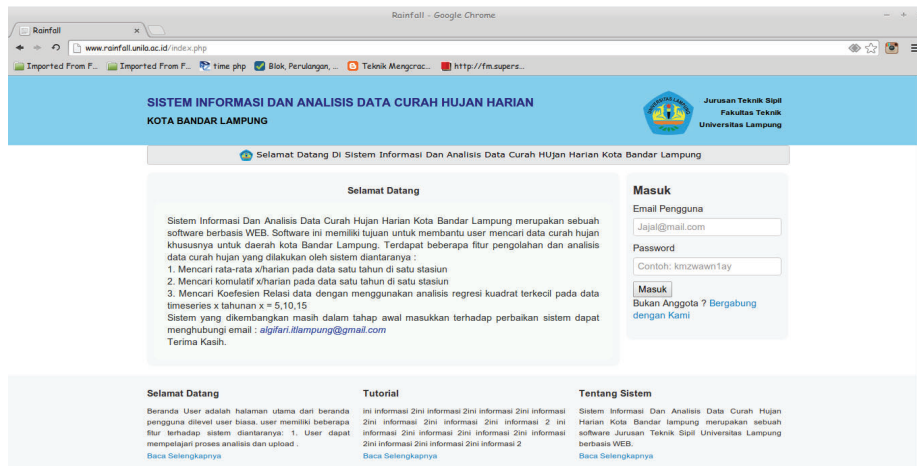 Rainfall - Google Chrome
Rainfall
www.rainfall.unila.ac.id/index.php
Imported From F... Imported From F... time php Blok, Perulangan, ... Teknik Mengcrac... http://fm.supers...
SISTEM INFORMASI DAN ANALISIS DATA CURAH HUJAN HARIAN
KOTA BANDAR LAMPUNG
Jurusan Teknik Sipil
Fakultas Teknik
Universitas Lampung
Selamat Datang Di Sistem Informasi Dan Analisis Data Curah HUjan Harian Kota Bandar Lampung
Selamat Datang
Sistem Informasi Dan Analisis Data Curah Hujan Harian Kota Bandar Lampung merupakan sebuah
software berbasis WEB. Software ini memiliki tujuan untuk membantu user mencari data curah hujan
khususnya untuk daerah kota Bandar Lampung. Terdapat beberapa fitur pengolahan dan analisis
data curah hujan yang dilakukan oleh sistem diantaranya :
1. Mencari rata-rata x/harian pada data satu tahun di satu stasiun
2. Mencari komulatif x/harian pada data satu tahun di satu stasiun
3. Mencari Koefesien Relasi data dengan menggunakan analisis regresi kuadrat terkecil pada data
timeseries x tahunan x = 5,10,15
Sistem yang dikembangkan masih dalam tahap awal masukkan terhadap perbaikan sistem dapat
menghubungi email : algifari.itlampung@gmail.com
Terima Kasih.
Masuk
Email Pengguna
Jajal@mail.com
Password
Contoh: kmzwawn1ay
Masuk
Bukan Anggota ? Bergabung
dengan Kami
Selamat Datang
Beranda User adalah halaman utama dari beranda
pengguna dilevel user biasa. user memiliki beberapa
fitur terhadap sistem diantaranya: 1. User dapat
mempelajari proses analisis dan upload .
Baca Selengkapnya
Tutorial
ini informasi 2ini informasi 2ini informasi 2ini informasi
2ini informasi 2ini informasi 2ini informasi 2 ini
informasi 2ini informasi 2ini informasi 2ini informasi
2ini informasi 2ini informasi 2ini informasi 2
Baca Selengkapnya
Tentang Sistem
Sistem Informasi Dan Analisis Data Curah Hujan
Harian Kota Bandar lampung merupakan sebuah
software Jurusan Teknik Sipil Universitas Lampung
berbasis WEB.
Baca Selengkapnya